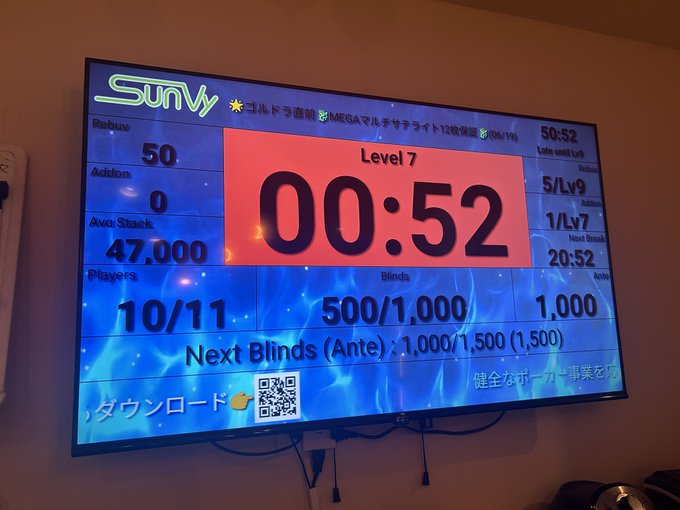 SunVy
🌟ゴルドラ直前🐉MEGAマルチサテライト12枚保証🐉(06/19)
50:52
Late until Lv9
Rebuy
50
Addon
0
Ave Stack
47,000
Players
10/11
Level 7
00:52
Rebuy
5/Lv9
Addon
1/Lv7
Next Break
20:52
Blinds
500/1,000
Ante
1,000
Next Blinds (Ante) : 1,000/1,500 (1,500)
ダウンロード👉
健全なポーカー事業を応